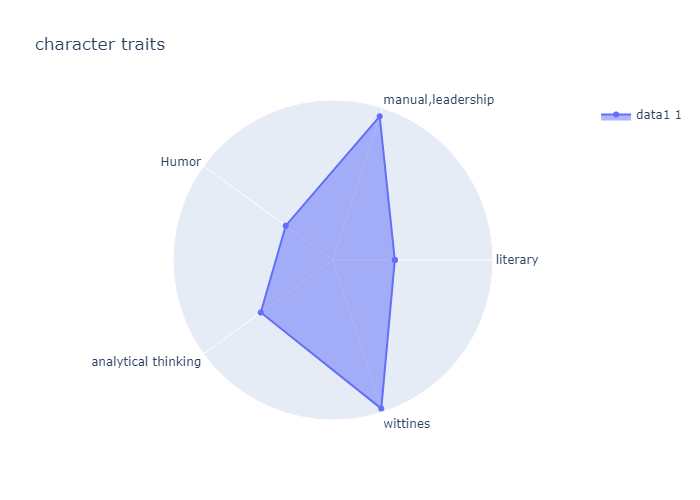 character traits
manual,leadership
data1 1
Humor
literary
analytical thinking
wittines